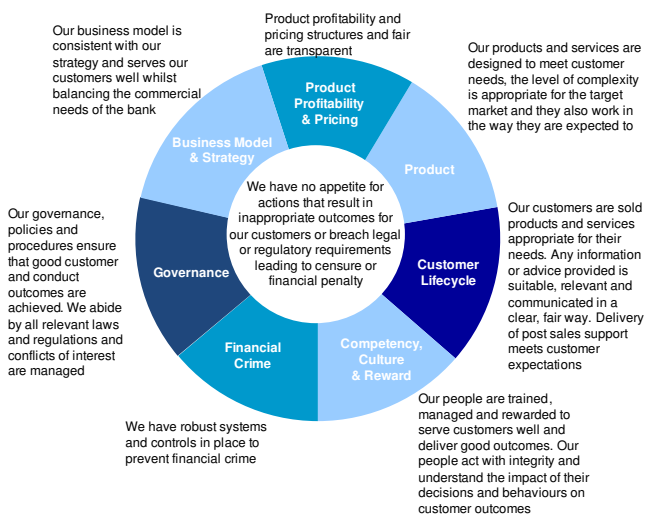 Product profitability and
pricing structures and fair
are transparent
Our business model is
consistent with our
strategy and serves our
customers well whilst
balancing the commercial
needs of the bank
Our products and services are
designed to meet customer
needs, the level of complexity
is appropriate for the target
market and they also work in
the way they are expected to
Product
Profitability
& Pricing
Business Model
& Strategy
Product
We have no appetite for
actions that result in
inappropriate outcomes for
our customers or breach legal
or regulatory requirements
leading to censure or
financial penalty
Our governance,
policies and
procedures ensure
that good customer
and conduct
outcomes are
achieved. We abide
by all relevant laws
and regulations and
conflicts of interest
are managed
Governance
Customer
Lifecycle
Our customers are sold
products and services
appropriate for their
needs. Any information
or advice provided is
suitable, relevant and
communicated in a
clear, fair way. Delivery
of post sales support
meets customer
expectations
Financial
Crime
Competency,
Culture
& Reward
We have robust systems
and controls in place to
prevent financial crime
Our people are trained,
managed and rewarded to
serve customers well and
deliver good outcomes. Our
people act with integrity and
understand the impact of their
decisions and behaviours on
customer outcomes